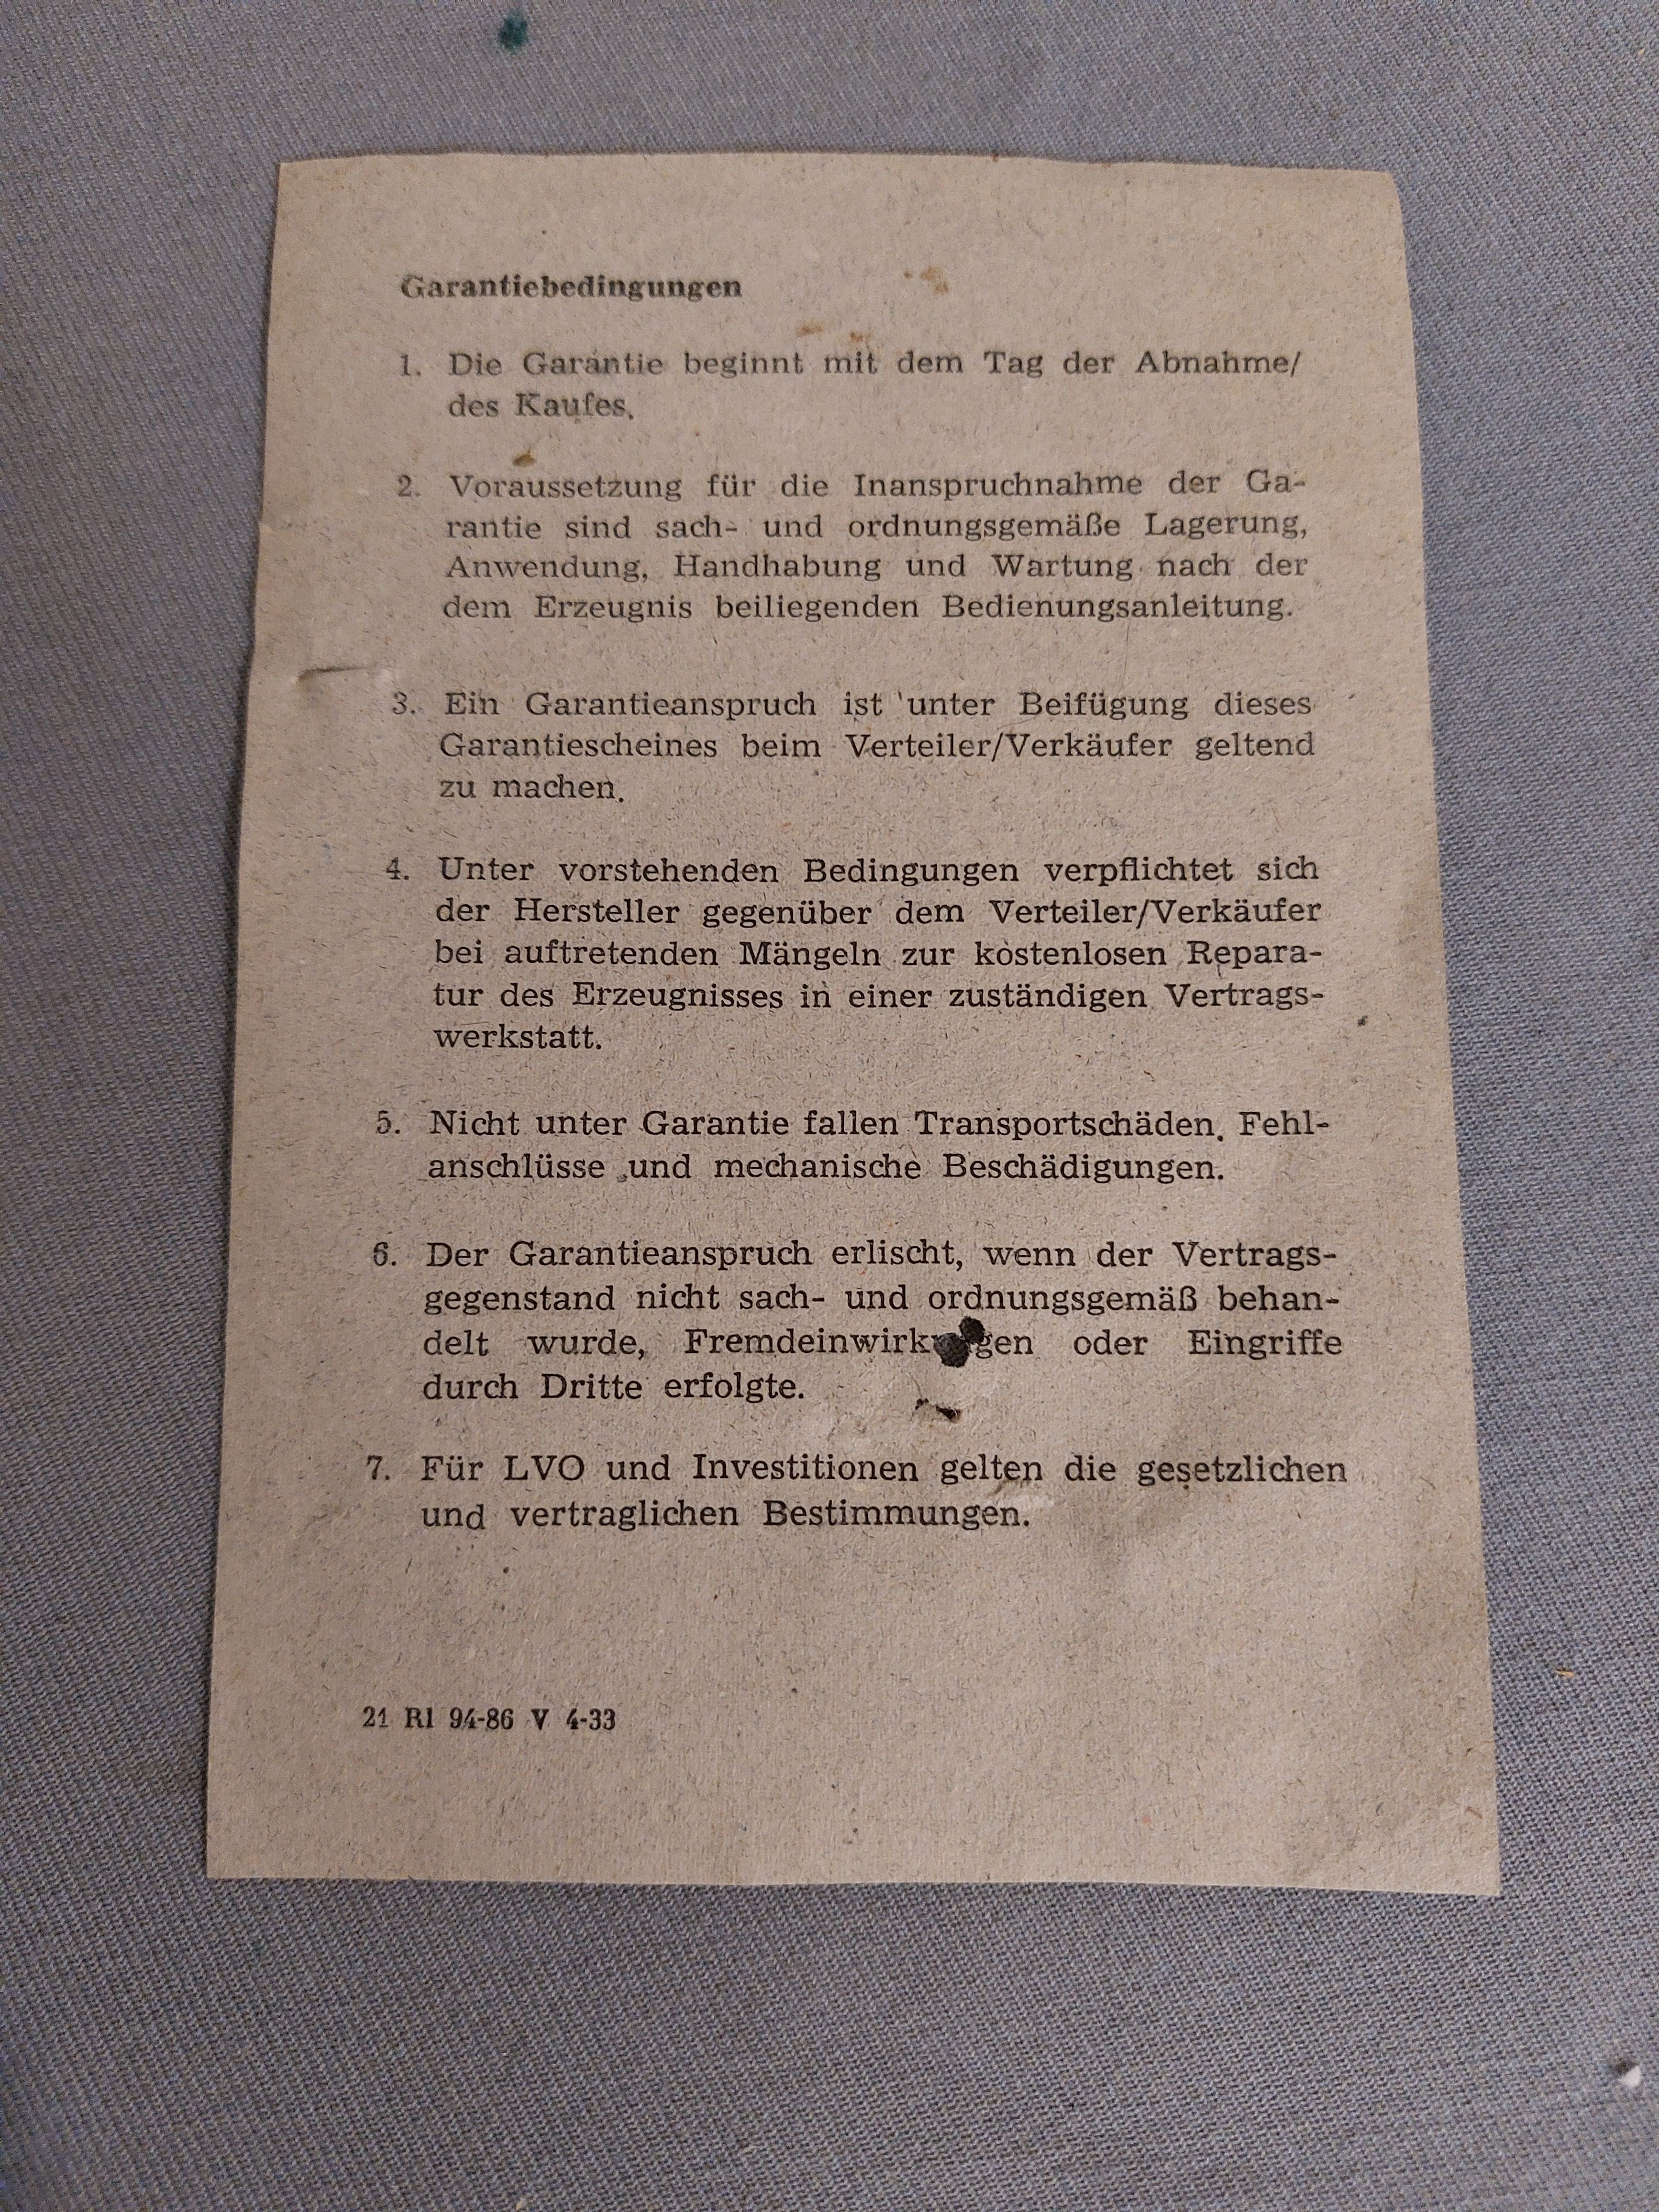 Garantiebedingungen
1. Die Garantie beginnt mit dem Tag der Abnahme/
des Kaufes.
2. Voraussetzung für die Inanspruchnahme der Ga-
rantie sind sach- und ordnungsgemäße Lagerung,
Anwendung, Handhabung und Wartung nach der
dem Erzeugnis beiliegenden Bedienungsanleitung.
3. Ein Garantieanspruch ist unter Beifügung dieses
Garantiescheines beim Verteiler/Verkäufer geltend
zu machen.
4. Unter vorstehenden Bedingungen verpflichtet sich
der Hersteller gegenüber dem Verteiler/Verkäufer
bei auftretenden Mängeln zur kostenlosen Repara-
tur des Erzeugnisses in einer zuständigen Vertrags-
werkstatt.
5. Nicht unter Garantie fallen Transportschäden. Fehl-
anschlüsse und mechanische Beschädigungen.
6. Der Garantieanspruch erlischt, wenn der Vertrags-
gegenstand nicht sach- und ordnungsgemäß behan-
delt wurde, Fremdeinwirkungen oder Eingriffe
durch Dritte erfolgte.
7. Für LVO und Investitionen gelten die gesetzlichen
und vertraglichen Bestimmungen.
21 R1 94-86 V 4-33